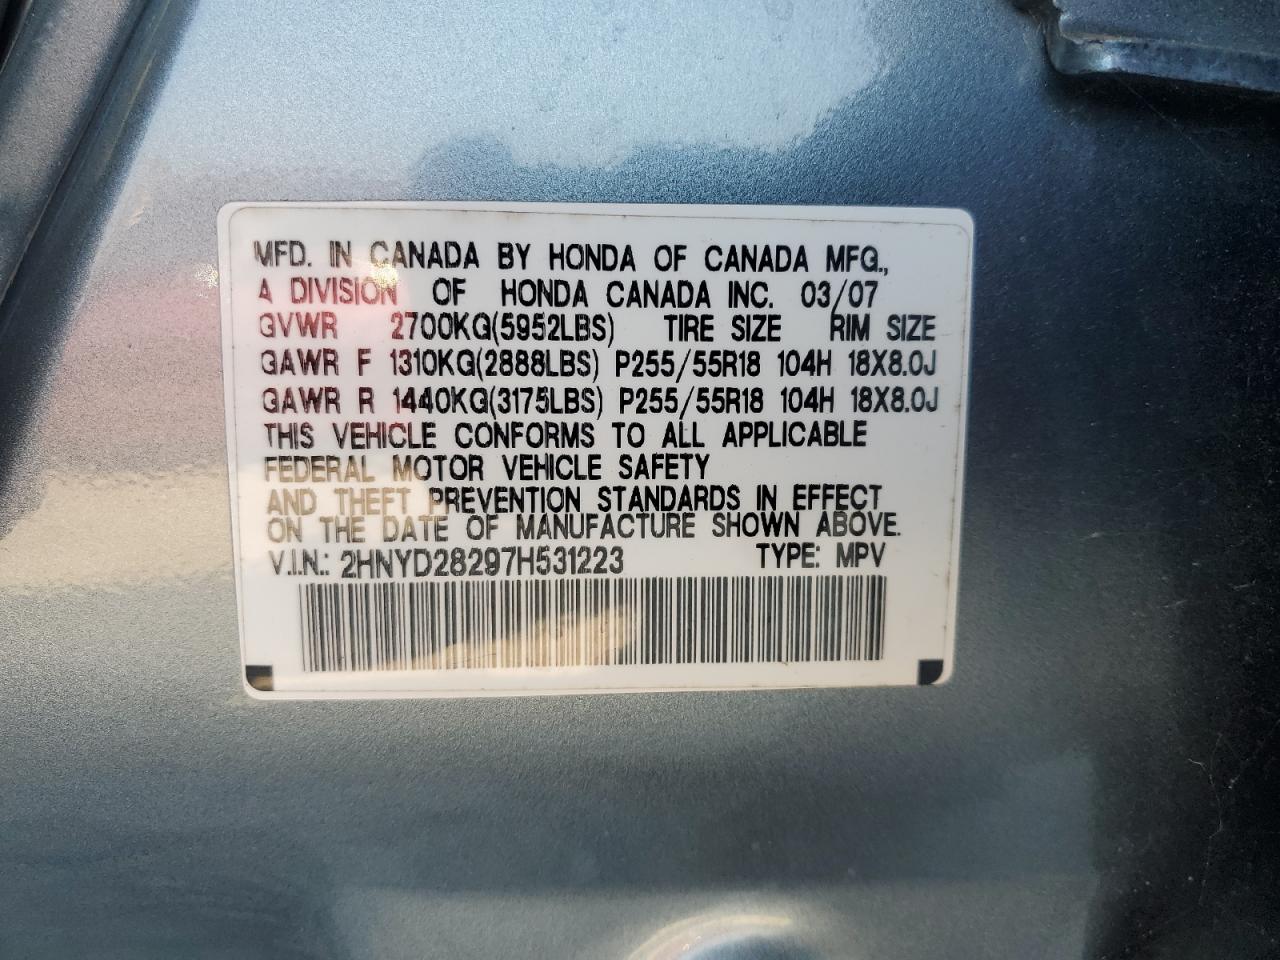 MFD. IN CANADA BY HONDA OF CANADA MFG.,
A DIVISION OF HONDA CANADA INC. 03/07
GVWR 2700KG(5952LBS) TIRE SIZE RIM SIZE
GAWR F 1310KG(2888LBS) P255/55R18 104H 18X8.0J
GAWR R 1440KG(3175LBS) P255/55R18 104H 18X8.0J
THIS VEHICLE CONFORMS TO ALL APPLICABLE
FEDERAL MOTOR VEHICLE SAFETY
AND THEFT PREVENTION STANDARDS IN EFFECT
ON THE DATE OF MANUFACTURE SHOWN ABOVE.
V.I.N.: 2HNYD28297H531223 TYPE: MPV